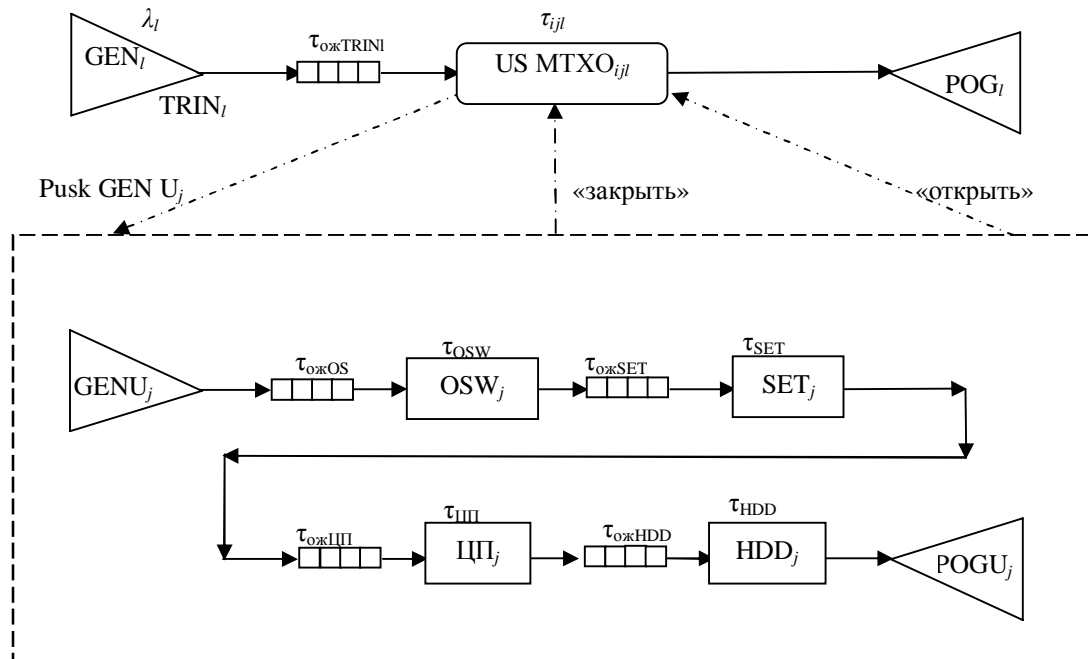 λl
τijl
GENl
τожTRINl
US MTXOijl
POGl
TRINl
Pusk GEN Uj
«закрыть»
«открыть»
τожOS
τOSW
τожSET
τSET
GENUj
OSWj
SETj
τожЦП
τЦП
τожHDD
τHDD
ЦПj
HDDj
POGUj